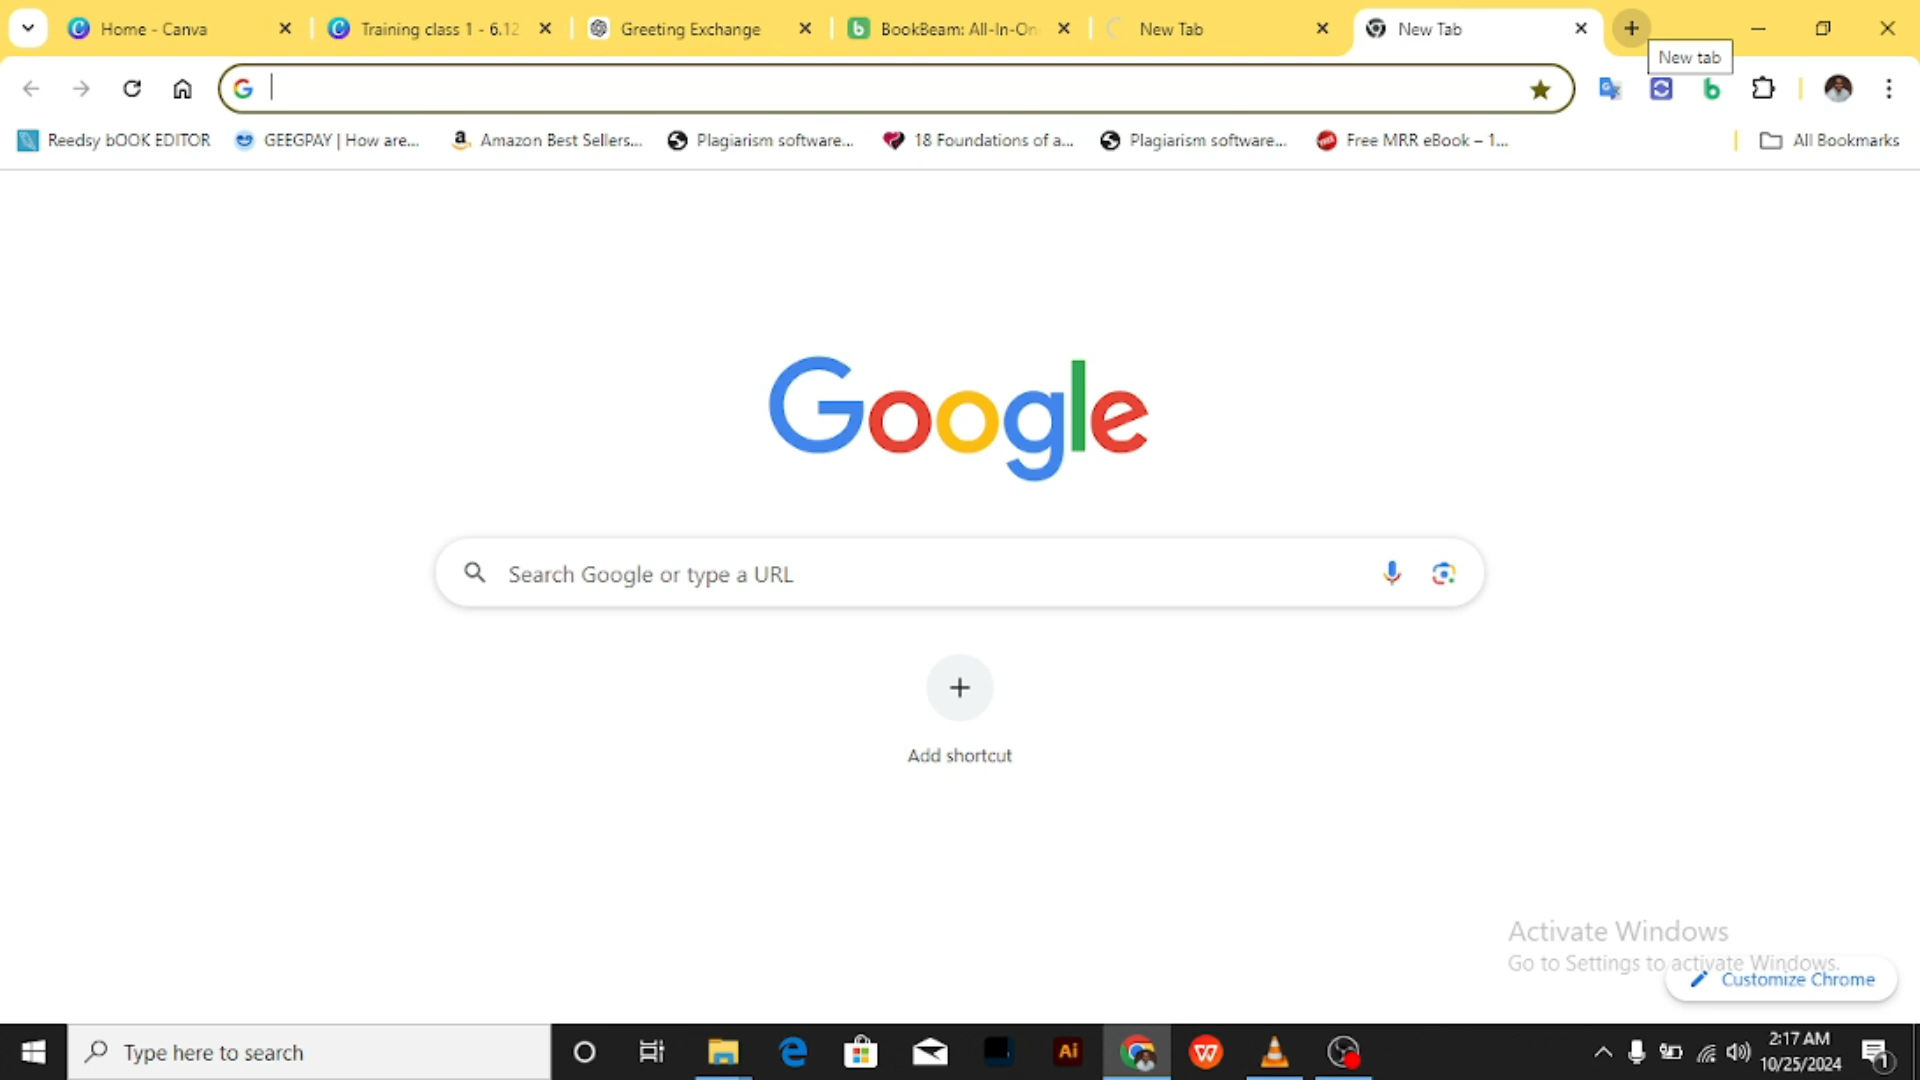 Home - Canva
Training class 1 - 6.12
Greeting Exchange
BookBeam: All-In-On
New Tab
New Tab
New tab
Reedsy bOOK EDITOR
GEEGPAY | How are...
Amazon Best Sellers...
Plagiarism software...
18 Foundations of a...
Plagiarism software...
Free MRR eBook – 1...
All Bookmarks
Google
Search Google or type a URL
Add shortcut
Activate Windows
Go to Settings to activate Windows.
Customize Chrome
Type here to search
Ai
2:17 AM
10/25/2024
1